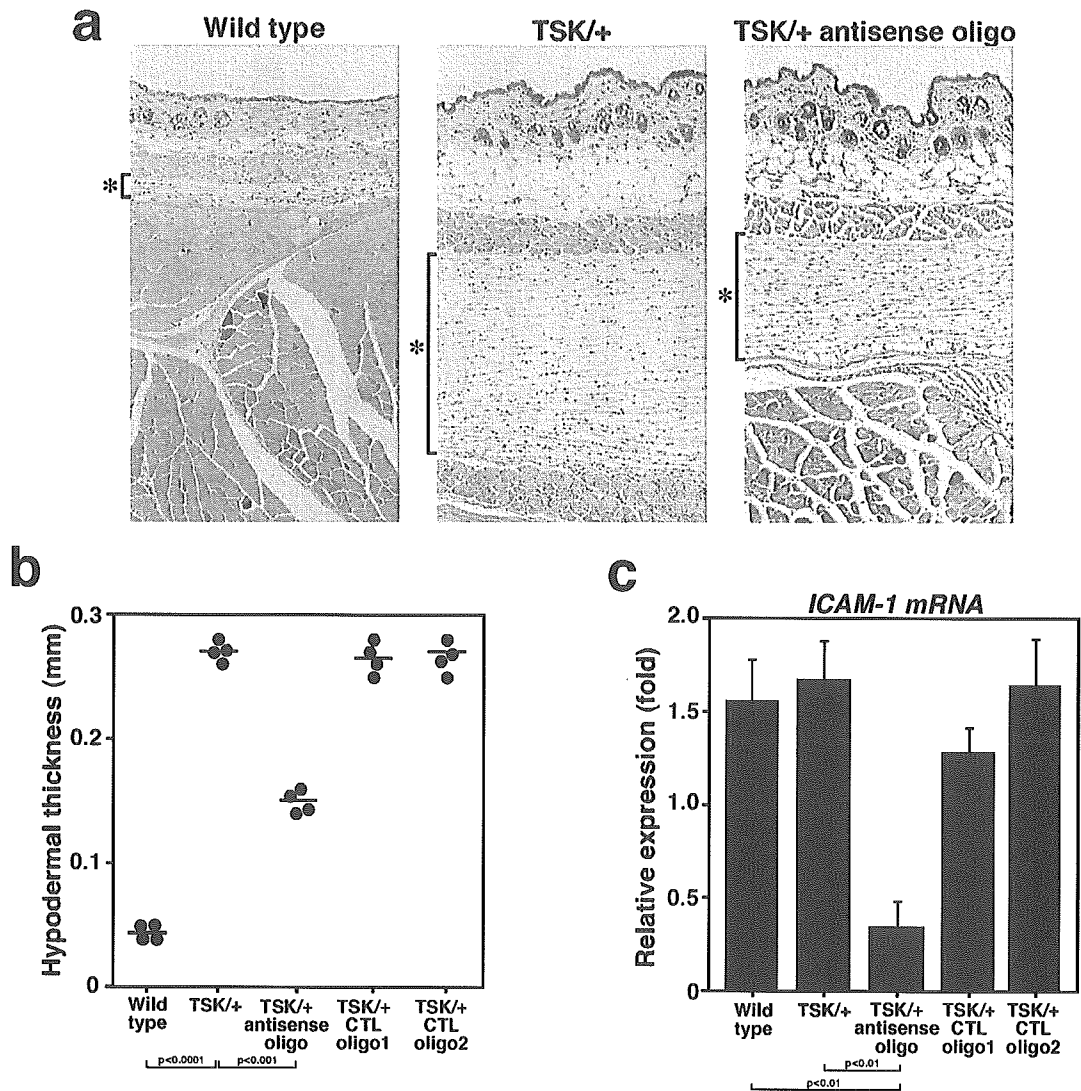 a
Wild type
TSK/+
TSK/+ antisense oligo
*
*
*
b
Hypodermal thickness (mm)
0.3
0.2
0.1
0
Wild type
TSK/+
TSK/+ antisense oligo
TSK/+ CTL oligo1
TSK/+ CTL oligo2
p<0.0001
p<0.001
c
ICAM-1 mRNA
Relative expression (fold)
2.0
1.5
1.0
0.5
0
Wild type
TSK/+
TSK/+ antisense oligo
TSK/+ CTL oligo1
TSK/+ CTL oligo2
p<0.01
p<0.01